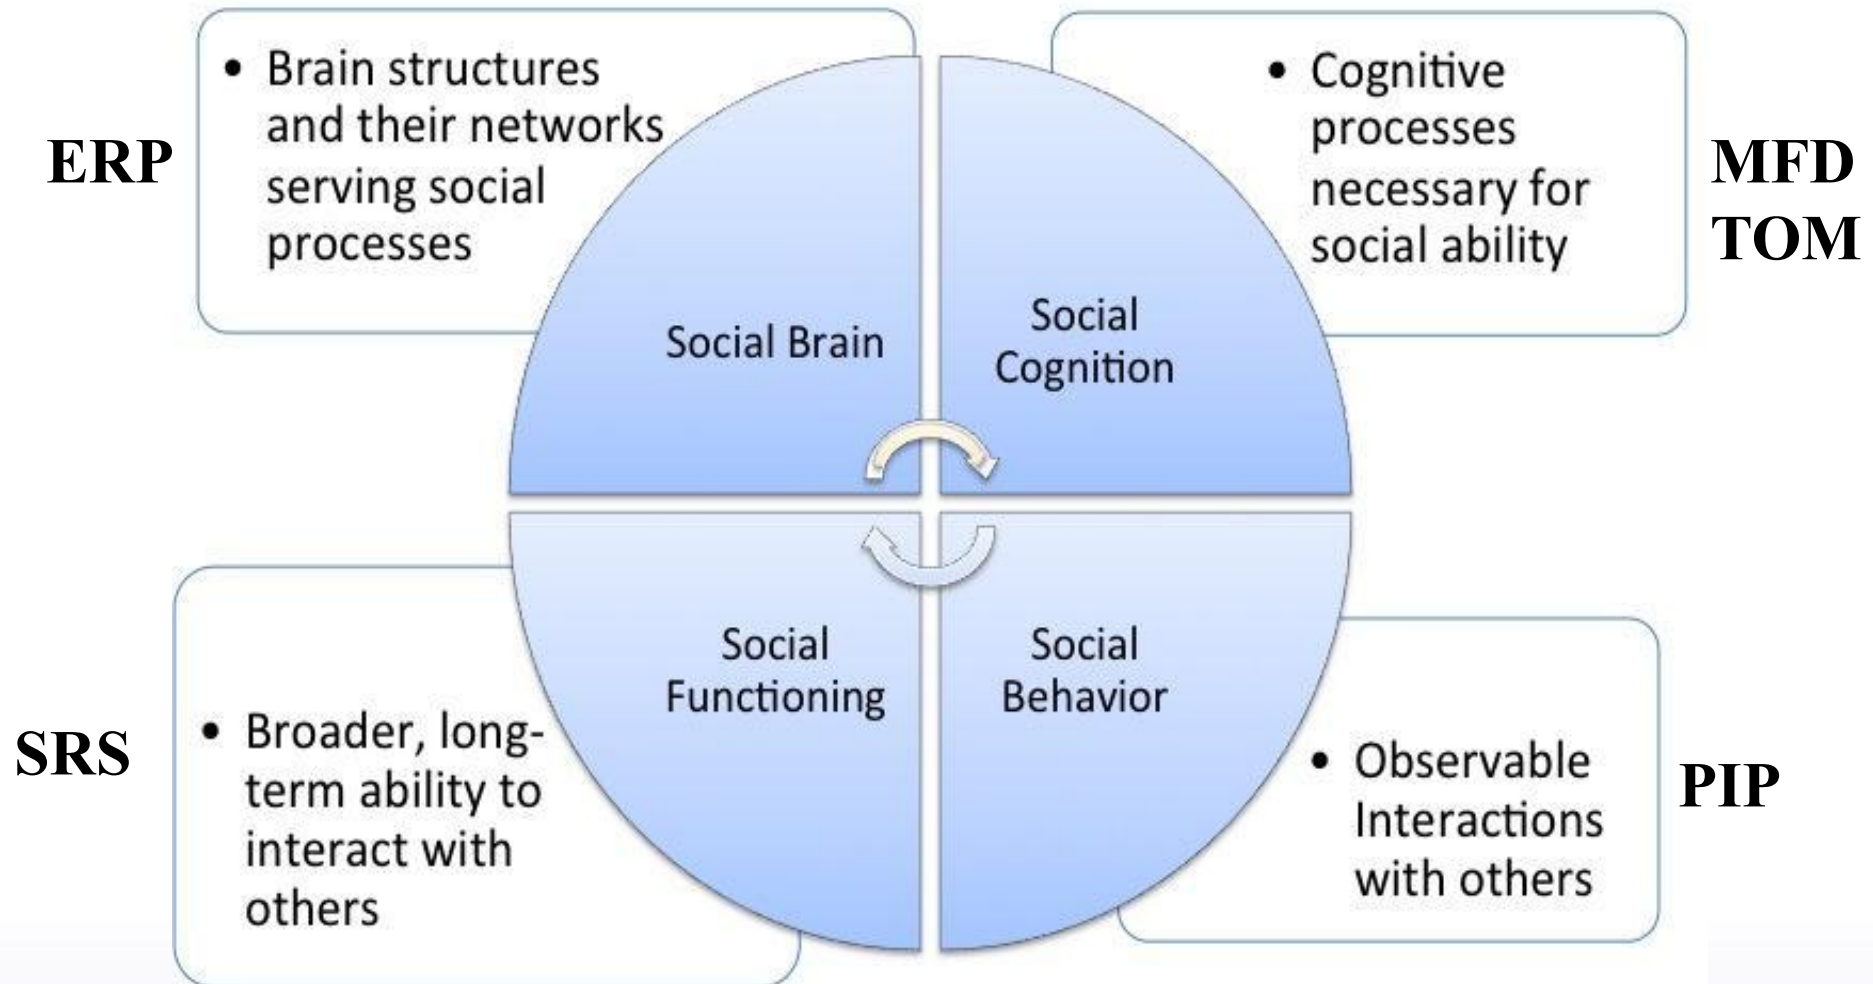 ERP
• Brain structures
and their networks
serving social
processes
Social Brain
• Cognitive
processes
necessary for
social ability
MFD
TOM
Social
Cognition
SRS
• Broader, long-
term ability to
interact with
others
Social
Functioning
Social
Behavior
• Observable
Interactions
with others
PIP